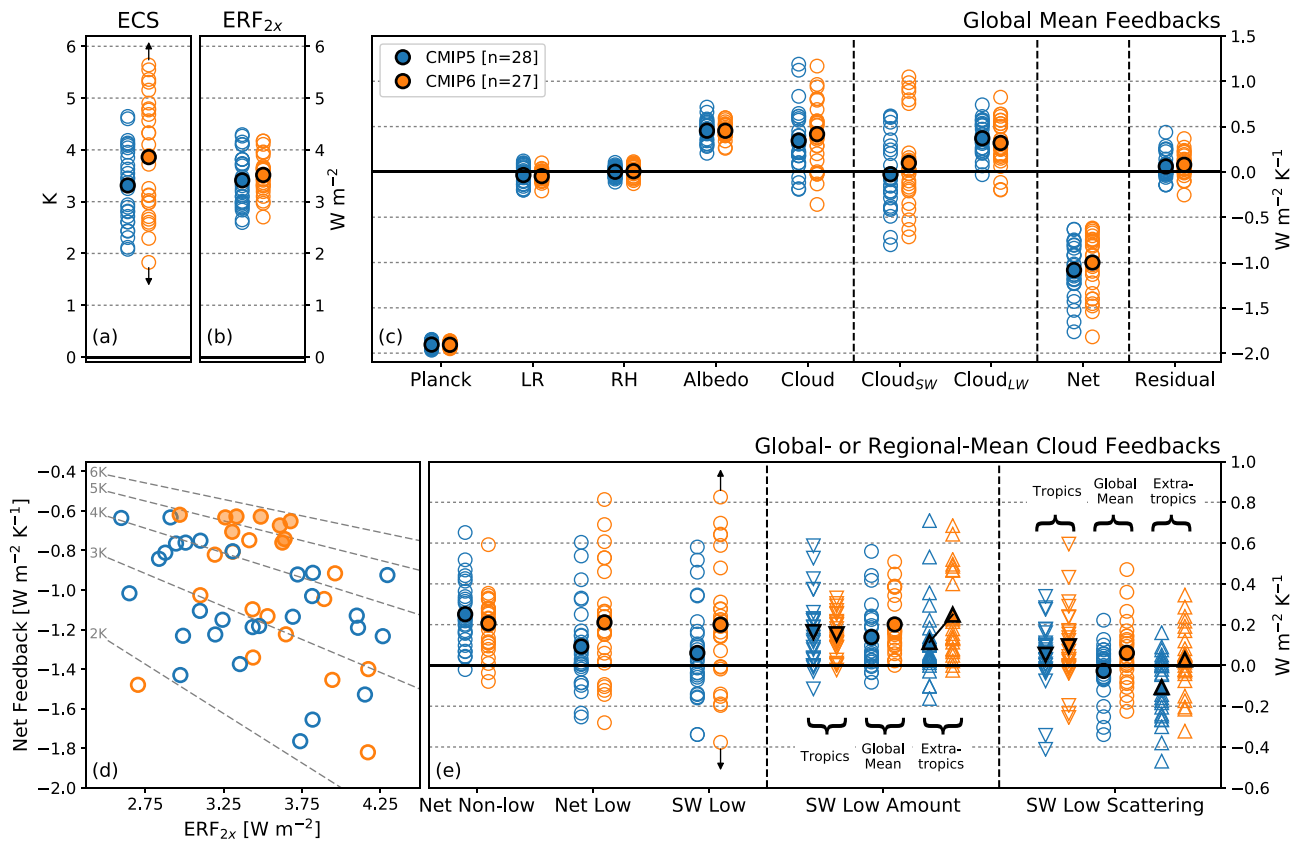 ECS
ERF2x
Global Mean Feedbacks
6
5
4
3
2
1
0
K
(a)
(b)
6
5
4
3
2
1
0
W m−2
CMIP5 [n=28]
CMIP6 [n=27]
(c)
1.5
1.0
0.5
0.0
−0.5
−1.0
−1.5
−2.0
W m−2 K−1
Planck LR RH Albedo Cloud CloudSW CloudLW Net Residual
Global- or Regional-Mean Cloud Feedbacks
−0.4
−0.6
−0.8
−1.0
−1.2
−1.4
−1.6
−1.8
−2.0
Net Feedback [W m−2 K−1]
6K
5K
4K
3K
2K
(d)
2.75 3.25 3.75 4.25
ERF2x [W m−2]
Tropics
Global
Mean
Extra-
tropics
Tropics
Global
Mean
Extra-
tropics
(e)
1.0
0.8
0.6
0.4
0.2
0.0
−0.2
−0.4
−0.6
W m−2 K−1
Net Non-low Net Low SW Low SW Low Amount SW Low Scattering